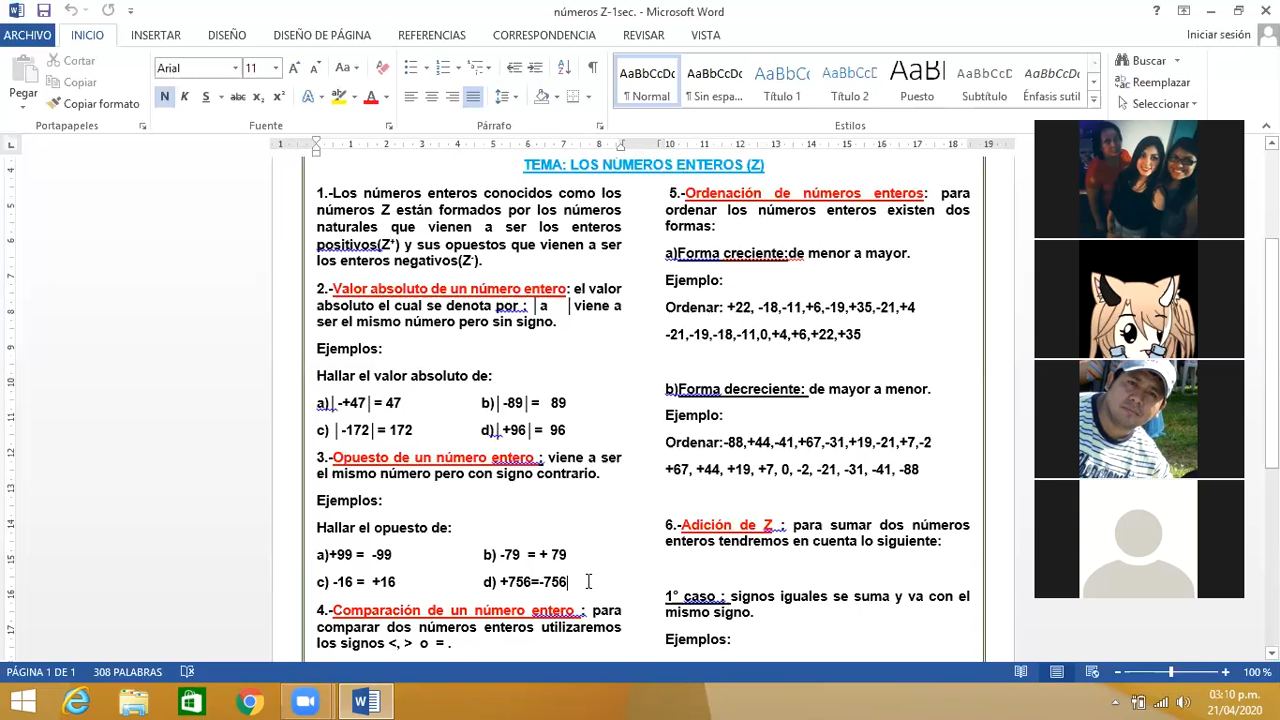 números Z-1sec. - Microsoft Word
ARCHIVO INICIO INSERTAR DISEÑO DISEÑO DE PÁGINA REFERENCIAS CORRESPONDENCIA REVISAR VISTA Iniciar sesión
Pegar
Cortar
Copiar
Copiar formato
Portapapeles
Arial 11
N K S abc x₂ x²
Fuente
Párrafo
AaBbCcDc AaBbCcDc AaBbCc AaBbCcC AaBl AaBbCcD AaBbCcDc
¶ Normal ¶ Sin espa... Título 1 Título 2 Puesto Subtítulo Énfasis sutil
Estilos
Buscar
Reemplazar
Seleccionar
Edición
TEMA: LOS NÚMEROS ENTEROS (Z)
1.-Los números enteros conocidos como los
números Z están formados por los números
naturales que vienen a ser los enteros
positivos(Z⁺) y sus opuestos que vienen a ser
los enteros negativos(Z⁻).
2.-Valor absoluto de un número entero: el valor
absoluto el cual se denota por : |a |viene a
ser el mismo número pero sin signo.
Ejemplos:
Hallar el valor absoluto de:
a)|-+47|= 47 b)|-89|= 89
c) |-172|= 172 d)|+96|= 96
3.-Opuesto de un número entero : viene a ser
el mismo número pero con signo contrario.
Ejemplos:
Hallar el opuesto de:
a)+99 = -99 b) -79 = + 79
c) -16 = +16 d) +756=-756
4.-Comparación de un número entero : para
comparar dos números enteros utilizaremos
los signos <, > o = .
5.-Ordenación de números enteros: para
ordenar los números enteros existen dos
formas:
a)Forma creciente:de menor a mayor.
Ejemplo:
Ordenar: +22, -18,-11,+6,-19,+35,-21,+4
-21,-19,-18,-11,0,+4,+6,+22,+35
b)Forma decreciente: de mayor a menor.
Ejemplo:
Ordenar:-88,+44,-41,+67,-31,+19,-21,+7,-2
+67, +44, +19, +7, 0, -2, -21, -31, -41, -88
6.-Adición de Z : para sumar dos números
enteros tendremos en cuenta lo siguiente:
1° caso : signos iguales se suma y va con el
mismo signo.
Ejemplos:
PÁGINA 1 DE 1 308 PALABRAS 100 %
03:10 p.m.
21/04/2020